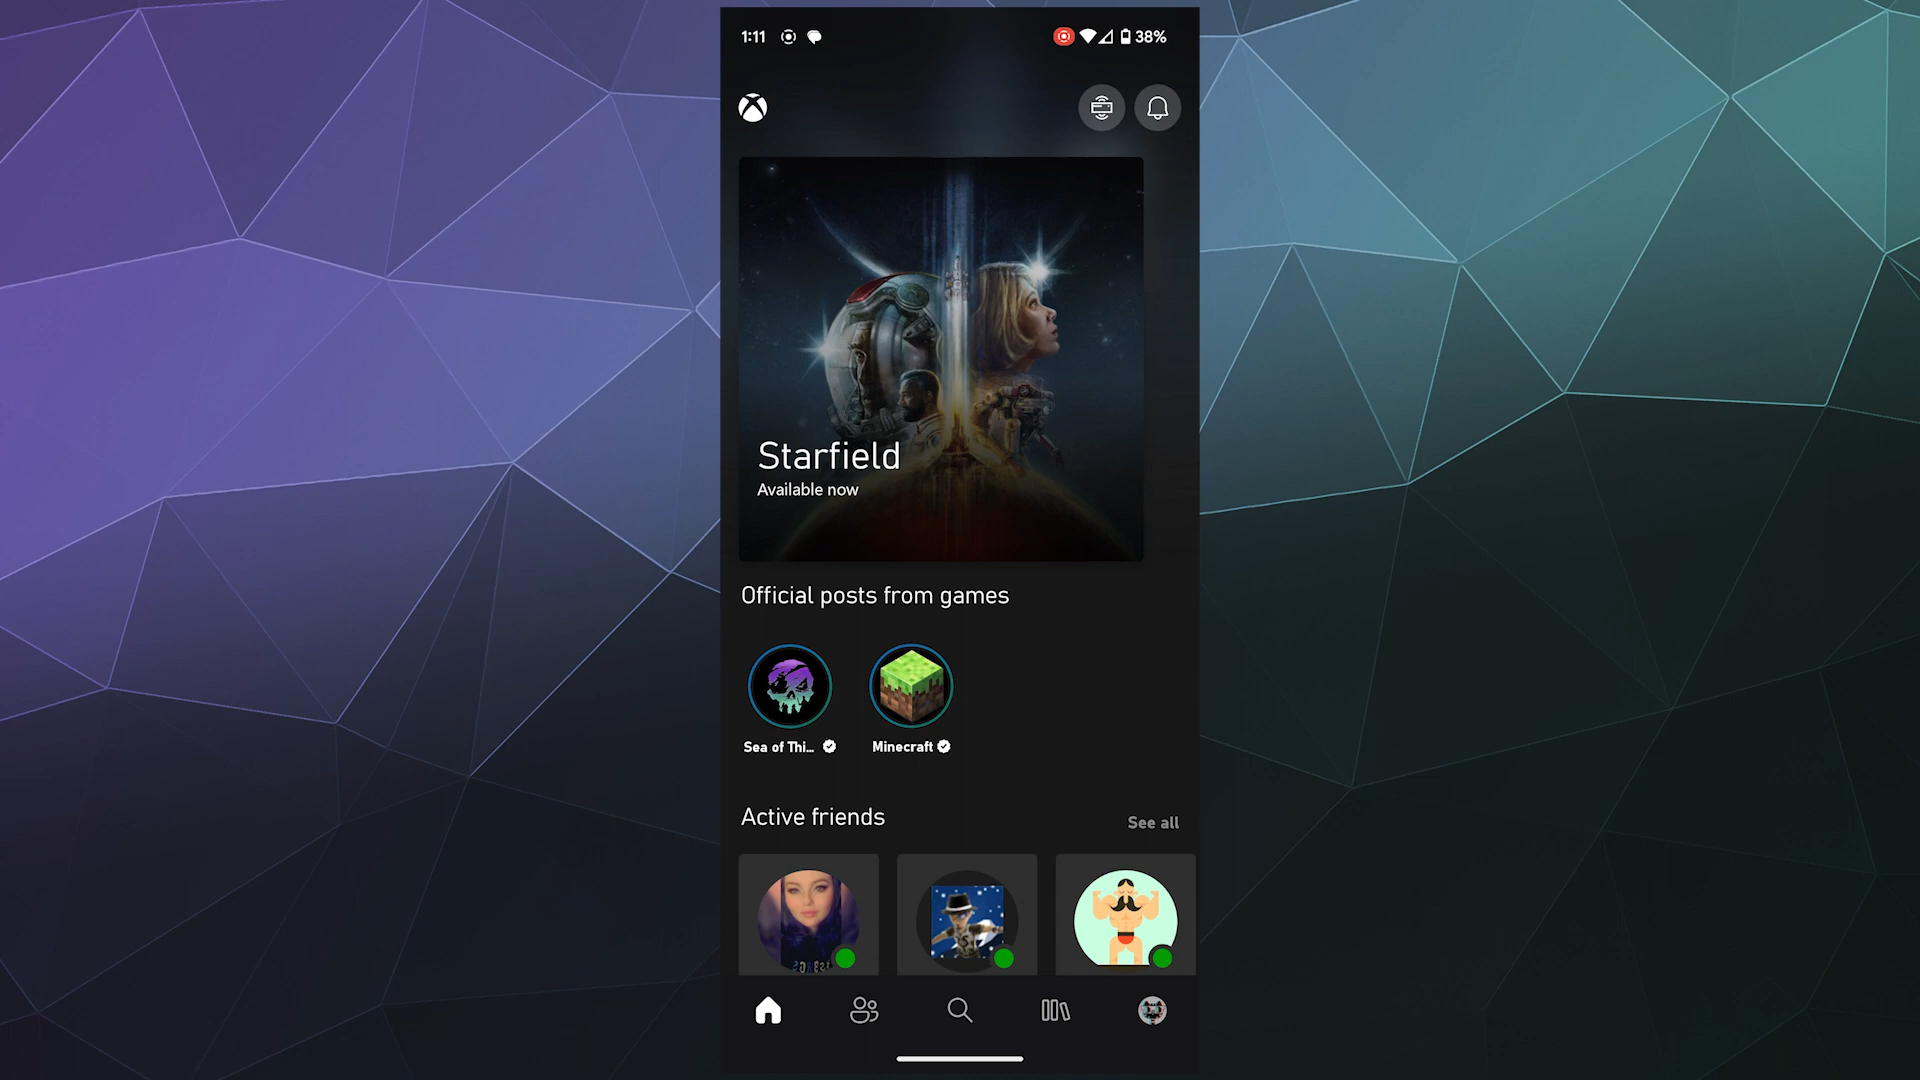 1:11
38%
Starfield
Available now
Official posts from games
Sea of Thi...
Minecraft
Active friends
See all